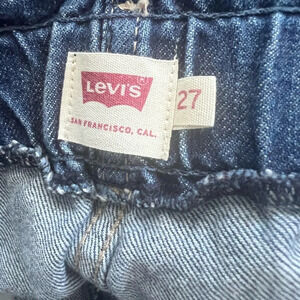 LEVI'S®
SAN FRANCISCO, CAL.
27